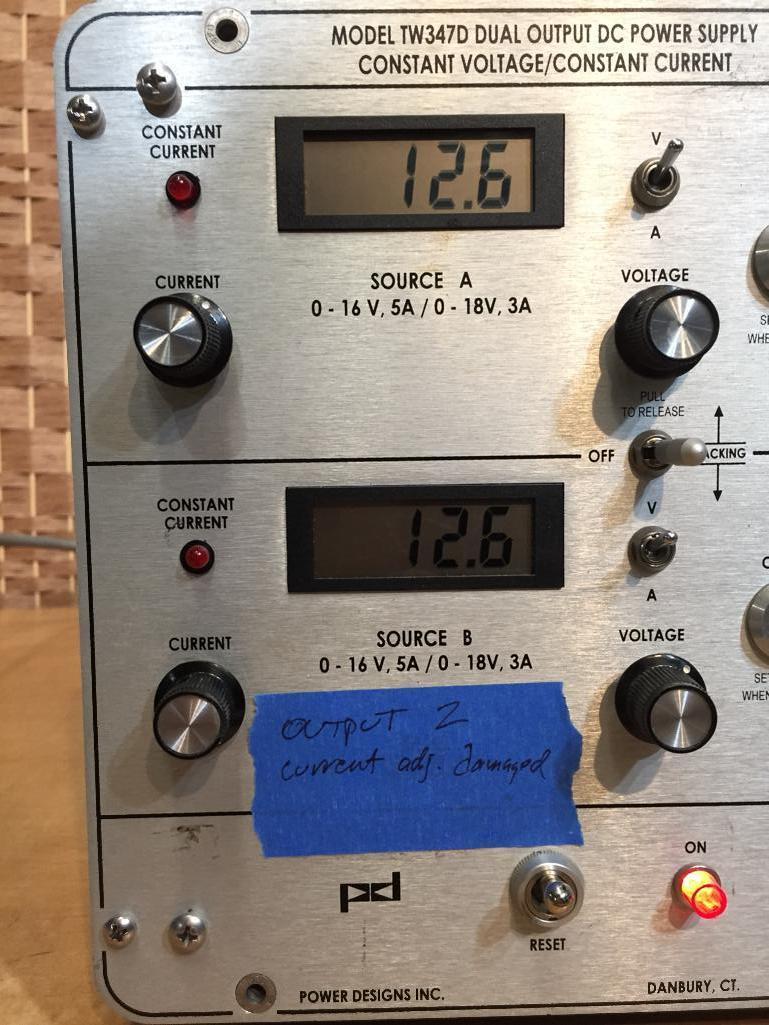 MODEL TW347D DUAL OUTPUT DC POWER SUPPLY
CONSTANT VOLTAGE/CONSTANT CURRENT
CONSTANT
CURRENT
12.6
V
A
CURRENT
SOURCE A
0 - 16 V, 5A / 0 - 18V, 3A
VOLTAGE
PULL
TO RELEASE
OFF
ACKING
CONSTANT
CURRENT
12.6
V
A
CURRENT
SOURCE B
0 - 16 V, 5A / 0 - 18V, 3A
VOLTAGE
OUTPUT 2
current adj. damaged
pd
RESET
ON
POWER DESIGNS INC.
DANBURY, CT.